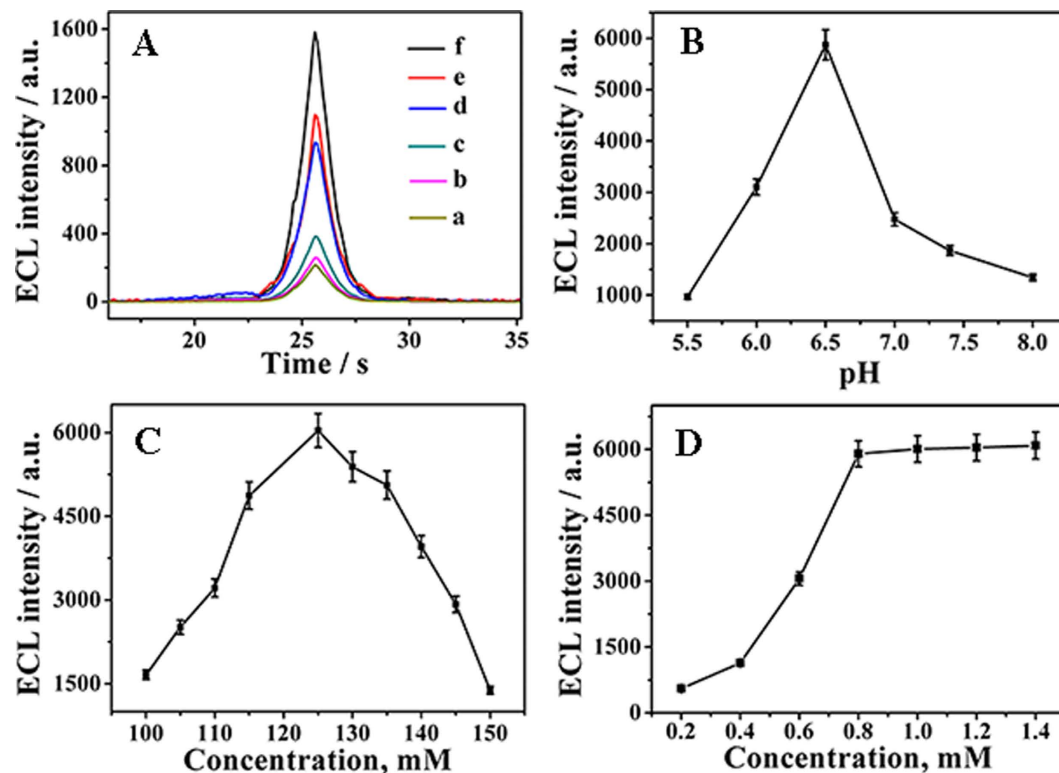 A
ECL intensity / a.u.
1600
1200
800
400
0
f
e
d
c
b
a
20 25 30 35
Time / s
B
ECL intensity / a.u.
6000
5000
4000
3000
2000
1000
5.5 6.0 6.5 7.0 7.5 8.0
pH
C
ECL intensity / a.u.
6000
4500
3000
1500
100 110 120 130 140 150
Concentration, mM
D
ECL intensity / a.u.
6000
4500
3000
1500
0
0.2 0.4 0.6 0.8 1.0 1.2 1.4
Concentration, mM